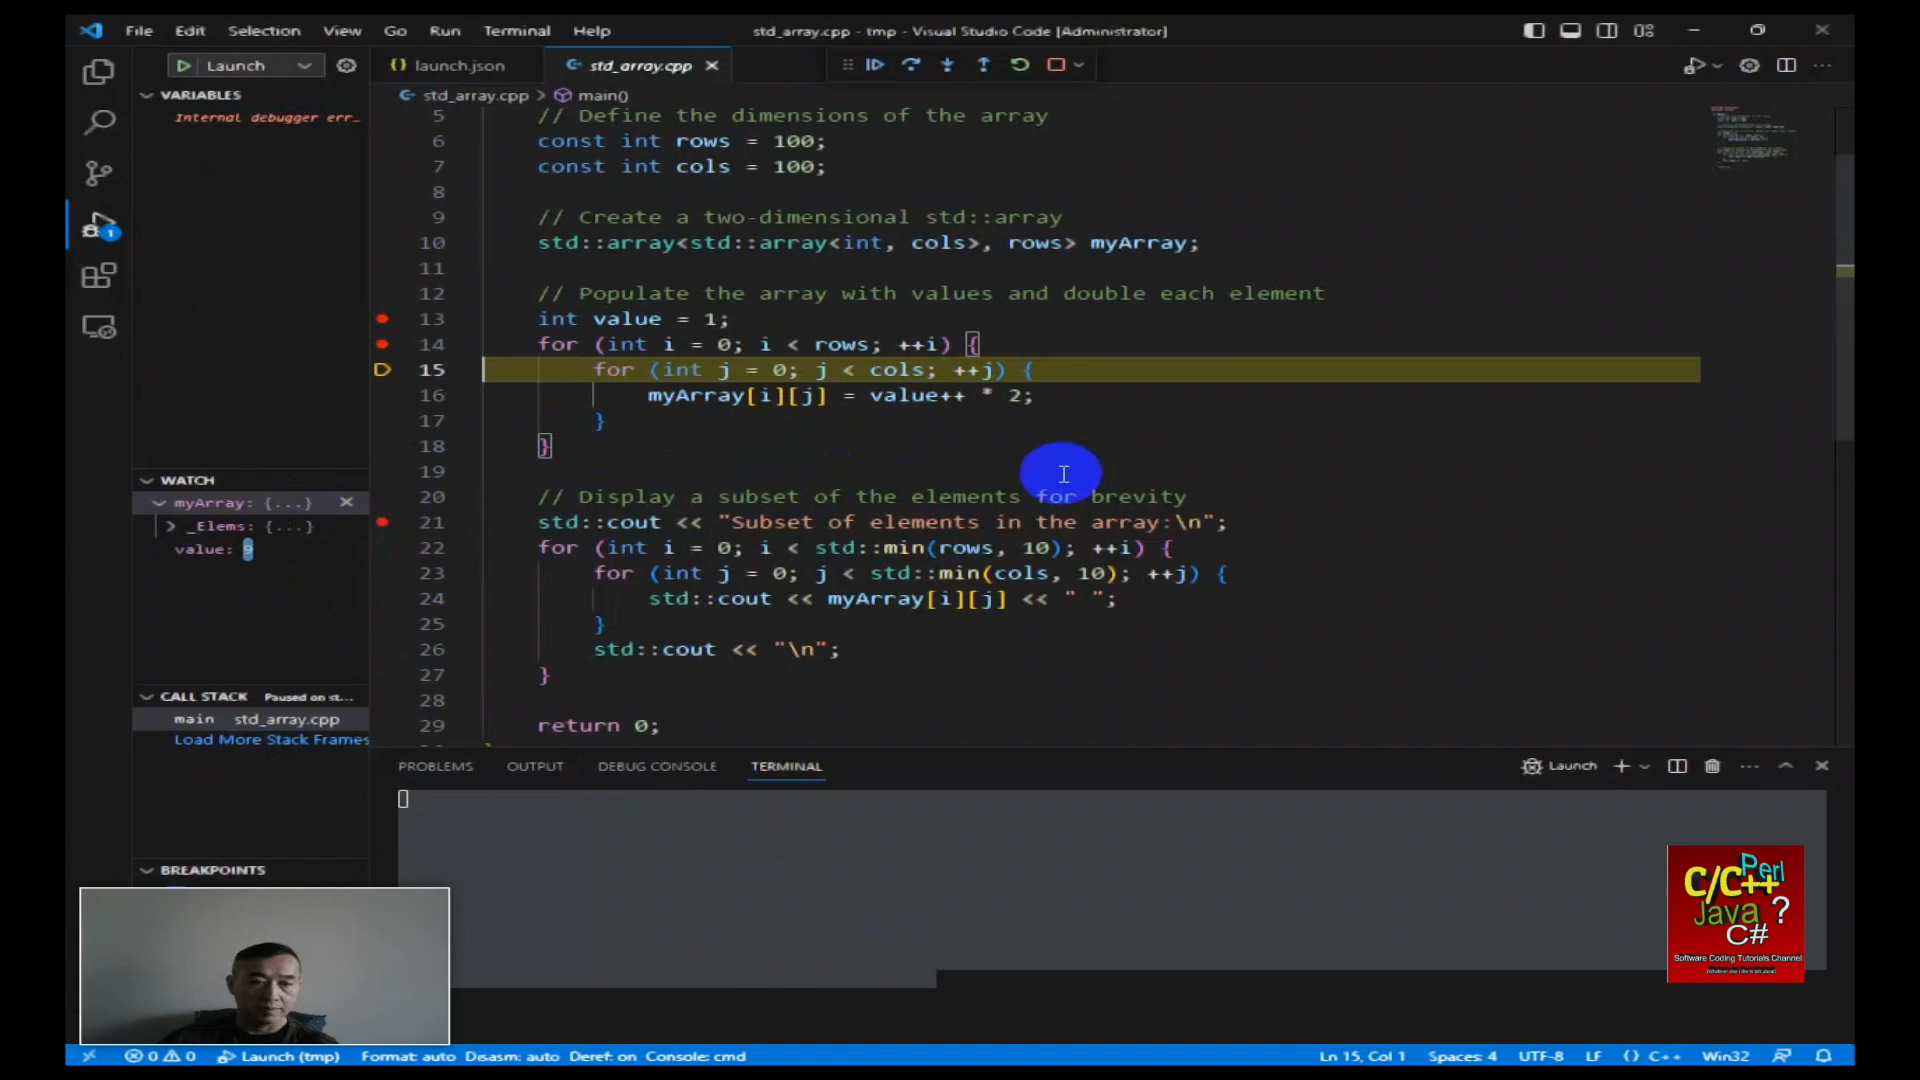 File Edit Selection View Go Run Terminal Help
std_array.cpp - tmp - Visual Studio Code [Administrator]
Launch
launch.json
std_array.cpp
VARIABLES
Internal debugger err…
std_array.cpp > main()
5 // Define the dimensions of the array
6 const int rows = 100;
7 const int cols = 100;
8
9 // Create a two-dimensional std::array
10 std::array<std::array<int, cols>, rows> myArray;
11
12 // Populate the array with values and double each element
13 int value = 1;
14 for (int i = 0; i < rows; ++i) {
15 for (int j = 0; j < cols; ++j) {
16 myArray[i][j] = value++ * 2;
17 }
18 }
19
20 // Display a subset of the elements for brevity
21 std::cout << "Subset of elements in the array:\n";
22 for (int i = 0; i < std::min(rows, 10); ++i) {
23 for (int j = 0; j < std::min(cols, 10); ++j) {
24 std::cout << myArray[i][j] << " ";
25 }
26 std::cout << "\n";
27 }
28
29 return 0;
1
WATCH
myArray: {...}
_Elems: {...}
value: 9
CALL STACK Paused on st…
main std_array.cpp
Load More Stack Frames
BREAKPOINTS
PROBLEMS OUTPUT DEBUG CONSOLE TERMINAL
Launch
C/C++
Perl
Java ?
C#
Software Coding Tutorials Channel
0 0 Launch (tmp) Format: auto Disasm: auto Deref: on Console: cmd
Ln 15, Col 1 Spaces: 4 UTF-8 LF {} C++ Win32